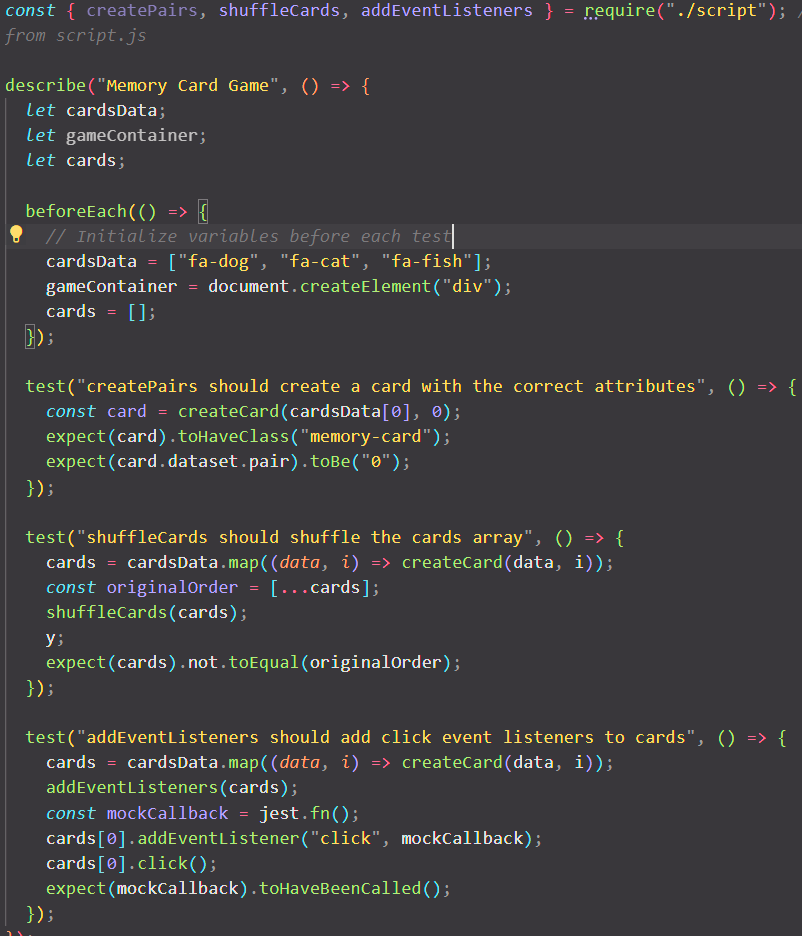 const { createPairs, shuffleCards, addEventListeners } = require("./script"); /
from script.js

describe("Memory Card Game", () => {
  let cardsData;
  let gameContainer;
  let cards;

  beforeEach(() => {
    // Initialize variables before each test
    cardsData = ["fa-dog", "fa-cat", "fa-fish"];
    gameContainer = document.createElement("div");
    cards = [];
  });

  test("createPairs should create a card with the correct attributes", () => {
    const card = createCard(cardsData[0], 0);
    expect(card).toHaveClass("memory-card");
    expect(card.dataset.pair).toBe("0");
  });

  test("shuffleCards should shuffle the cards array", () => {
    cards = cardsData.map((data, i) => createCard(data, i));
    const originalOrder = [...cards];
    shuffleCards(cards);
    y;
    expect(cards).not.toEqual(originalOrder);
  });

  test("addEventListeners should add click event listeners to cards", () => {
    cards = cardsData.map((data, i) => createCard(data, i));
    addEventListeners(cards);
    const mockCallback = jest.fn();
    cards[0].addEventListener("click", mockCallback);
    cards[0].click();
    expect(mockCallback).toHaveBeenCalled();
  });